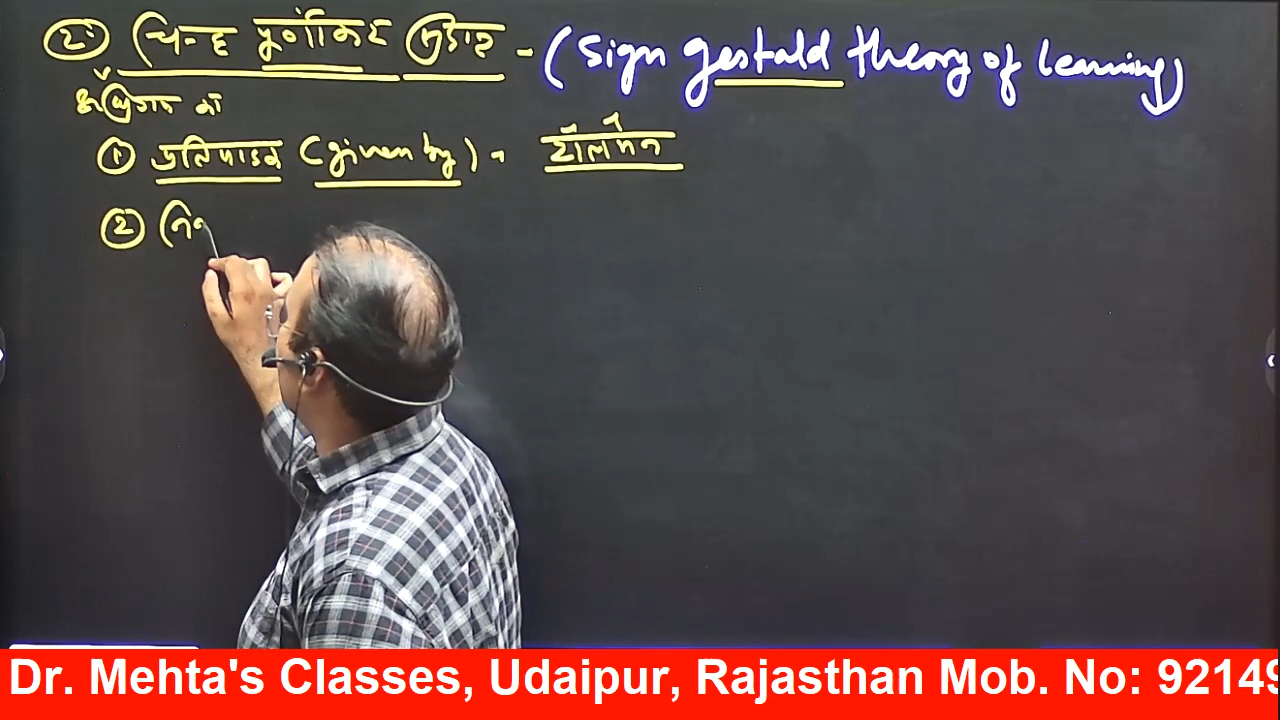 2. चिन्ह पूर्णाकार सिद्धांत - (Sign gestald theory of learning)
अधिगम का
① प्रतिपादक (given by) - टॉलमैन
②
Dr. Mehta's Classes, Udaipur, Rajasthan Mob. No: 92149